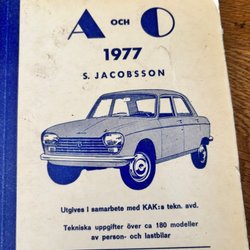 A OCH O
1977
S. JACOBSSON
Utgives i samarbete med KAK:s tekn. avd.
Tekniska uppgifter över ca 180 modeller
av person- och lastbilar